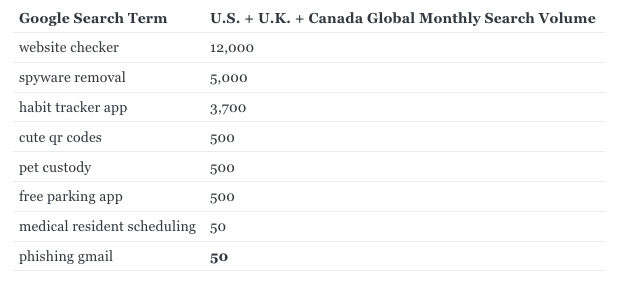 Google Search Term U.S. + U.K. + Canada Global Monthly Search Volume
website checker 12,000
spyware removal 5,000
habit tracker app 3,700
cute qr codes 500
pet custody 500
free parking app 500
medical resident scheduling 50
phishing gmail 50